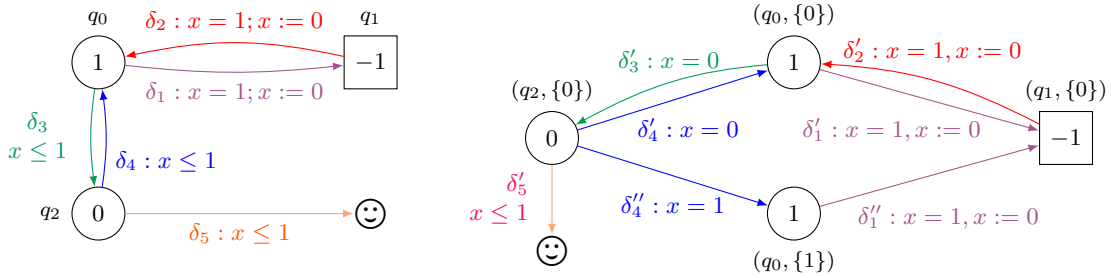 q₀
q₁
δ₂ : x = 1; x := 0
1
−1
δ₁ : x = 1; x := 0
δ₃
x ≤ 1
δ₄ : x ≤ 1
q₂
0
δ₅ : x ≤ 1
(q₀, {0})
δ′₃ : x = 0
1
δ′₂ : x = 1, x := 0
(q₂, {0})
(q₁, {0})
0
δ′₄ : x = 0
δ′₁ : x = 1, x := 0
−1
δ′₅
x ≤ 1
δ′′₄ : x = 1
1
δ′′₁ : x = 1, x := 0
(q₀, {1})